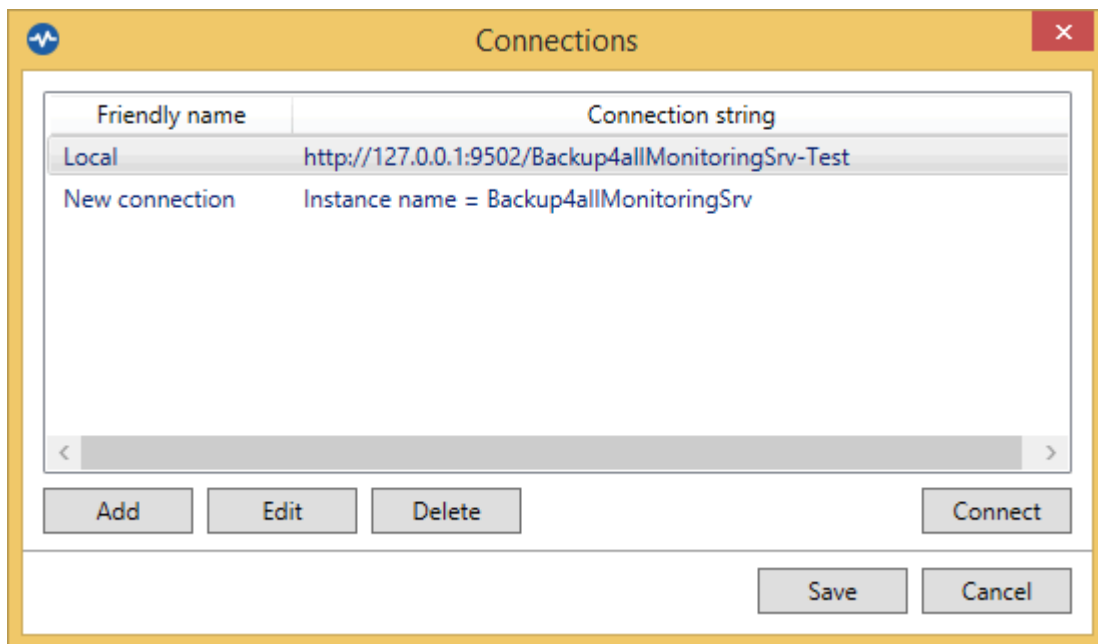 Connections
Friendly name Connection string
Local http://127.0.0.1:9502/Backup4allMonitoringSrv-Test
New connection Instance name = Backup4allMonitoringSrv
Add Edit Delete Connect
Save Cancel